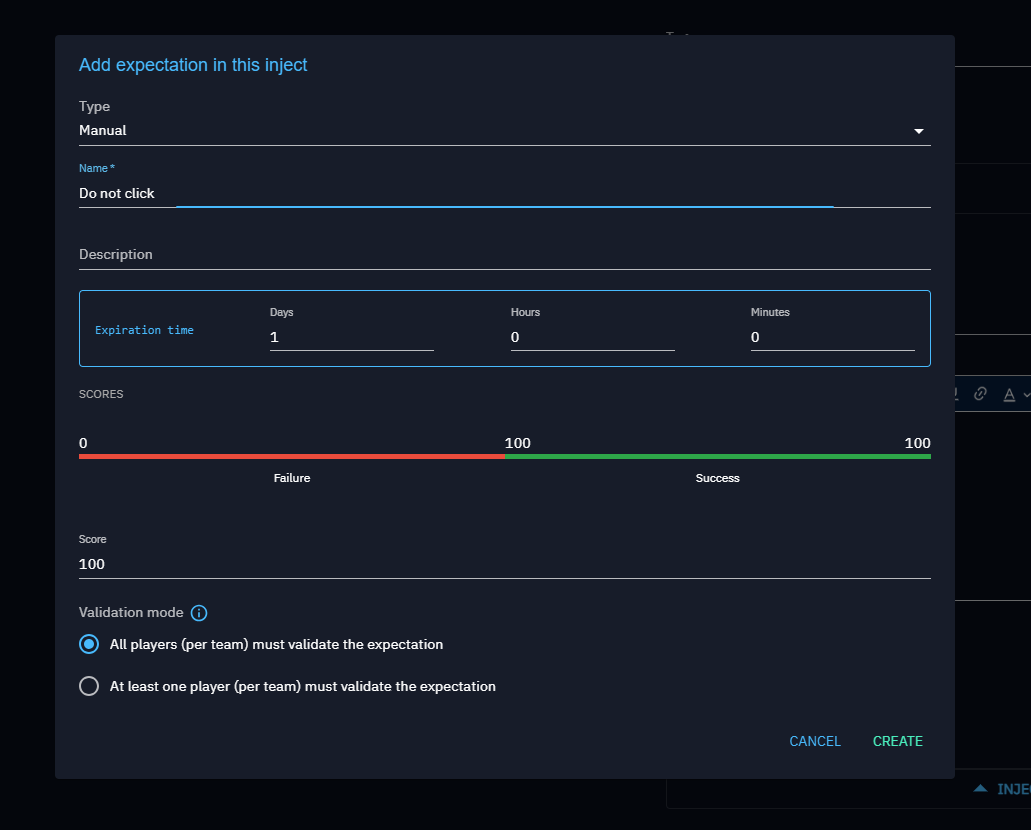 Add expectation in this inject
Type
Manual
Name *
Do not click
Description
Expiration time
Days
Hours
Minutes
1
0
0
SCORES
0
100
100
Failure
Success
Score
100
Validation mode
All players (per team) must validate the expectation
At least one player (per team) must validate the expectation
CANCEL
CREATE